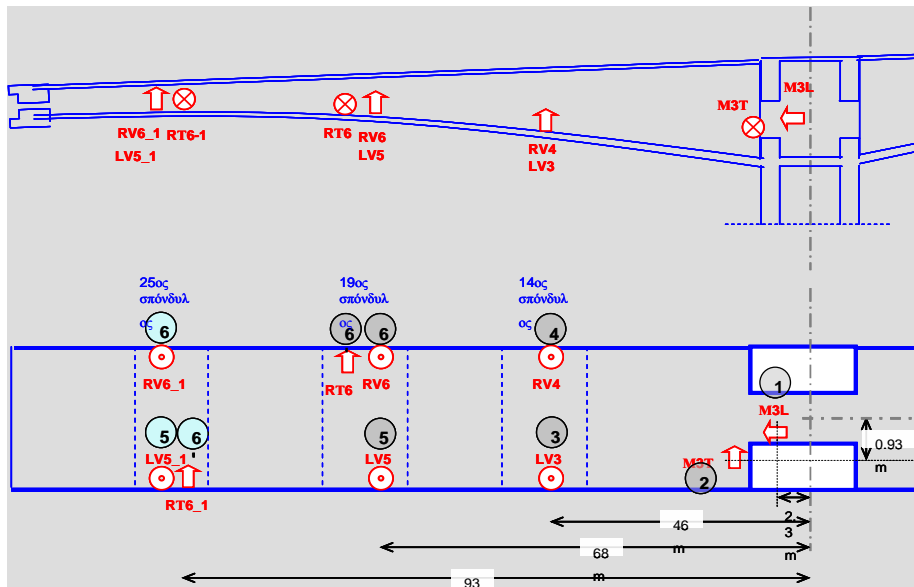 M3L
M3T
RV6_1 RT6-1
LV5_1
RT6
RV6
LV5
RV4
LV3
25ος
σπόνδυλ
ος
19ος
σπόνδυλ
ος
14ος
σπόνδυλ
ος
6
6
6
4
RV6_1
RT6
RV6
RV4
1
M3L
5
6
5
3
LV5_1
LV5
LV3
M3T
2
RT6_1
0.93
m
2.
3
m
46
m
68
m
93